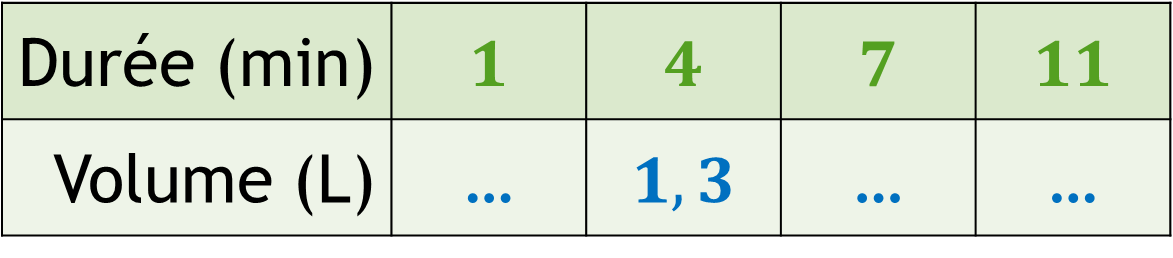 Durée (min) 1 4 7 11
Volume (L) ... 1, 3 ... ...